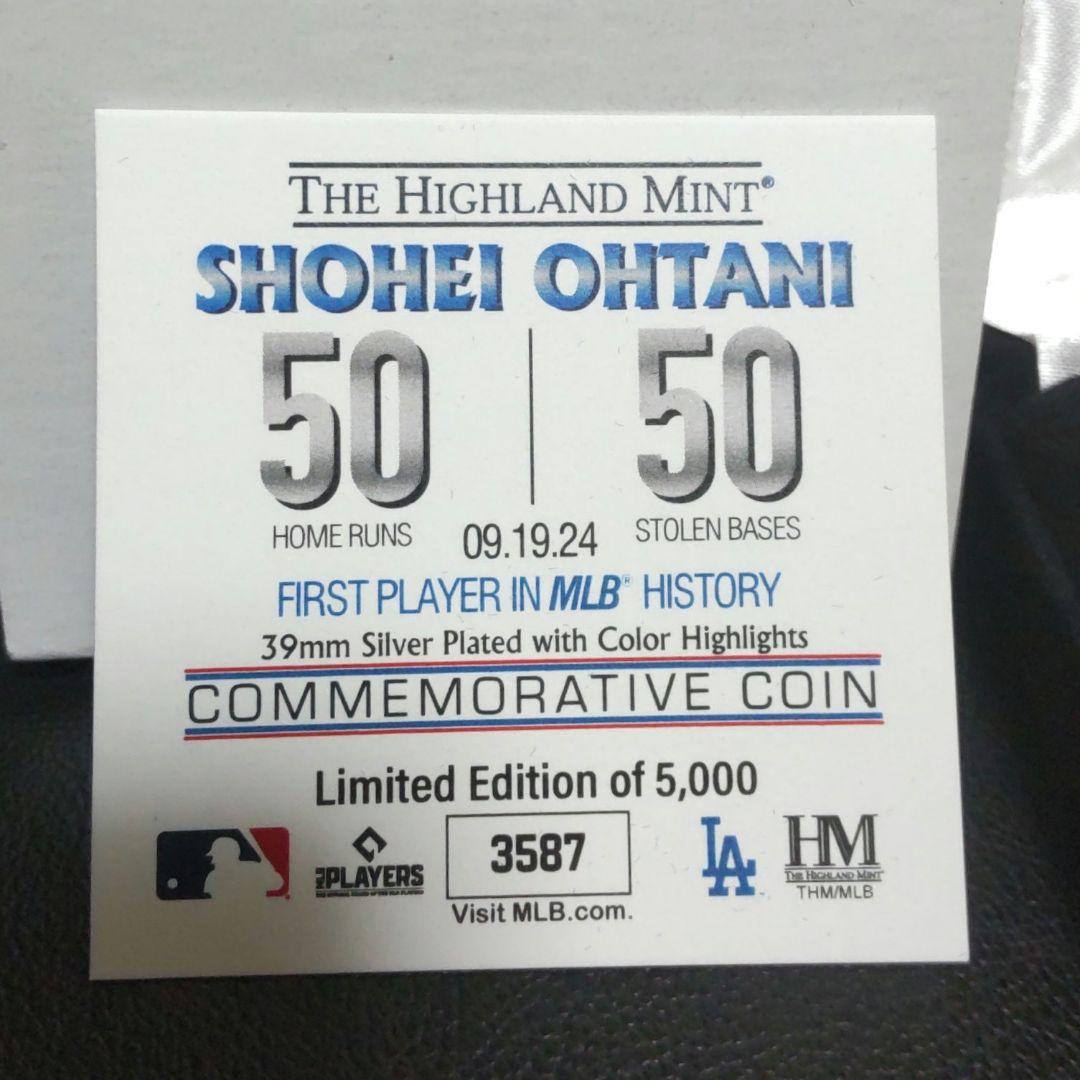 THE HIGHLAND MINT®
SHOHEI OHTANI
50 50
HOME RUNS 09.19.24 STOLEN BASES
FIRST PLAYER IN MLB® HISTORY
39mm Silver Plated with Color Highlights
COMMEMORATIVE COIN
Limited Edition of 5,000
MLB PLAYERS 3587 LA HM
THE HIGHLAND MINT
THM/MLB
Visit MLB.com.